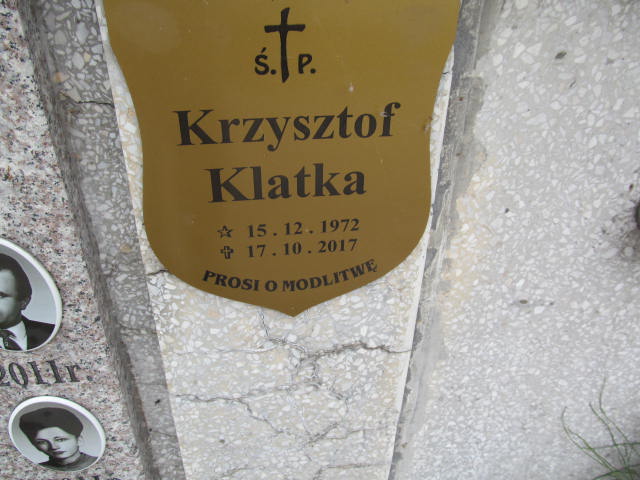 Ś. P.
Krzysztof
Klatka
☆ 15.12.1972
✞ 17.10.2017
PROSI O MODLITWĘ
2011r.